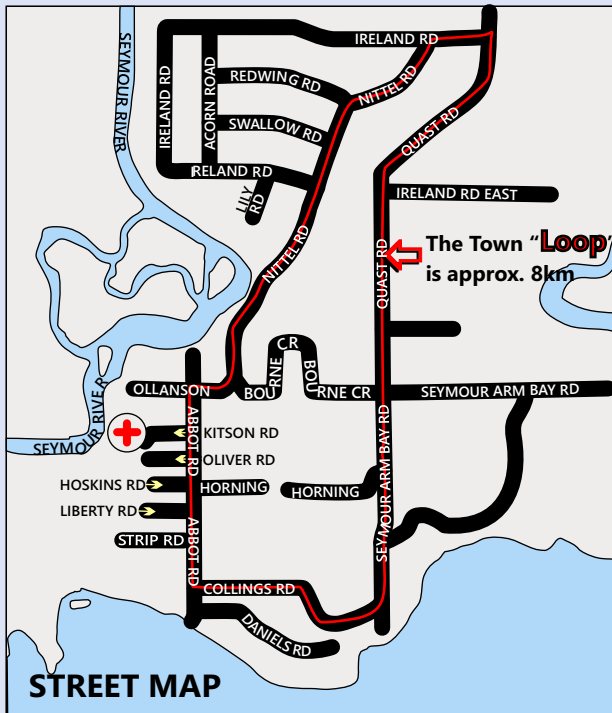 SEYMOUR RIVER
IRELAND RD
IRELAND RD
ACORN ROAD
REDWING RD
NITTEL RD
SWALLOW RD
QUAST RD
IRELAND RD
LILY
RD
IRELAND RD EAST
NITTEL RD
QUAST RD
The Town “Loop”
is approx. 8km
BOU
RNE
CR
BOU
RNE CR
OLLANSON
SEYMOUR ARM BAY RD
SEYMOUR RIVE R
ABBOT RD
KITSON RD
OLIVER RD
SEYMOUR ARM BAY RD
HOSKINS RD
HORNING
HORNING
LIBERTY RD
STRIP RD
ABBOT RD
COLLINGS RD
DANIELS RD
STREET MAP